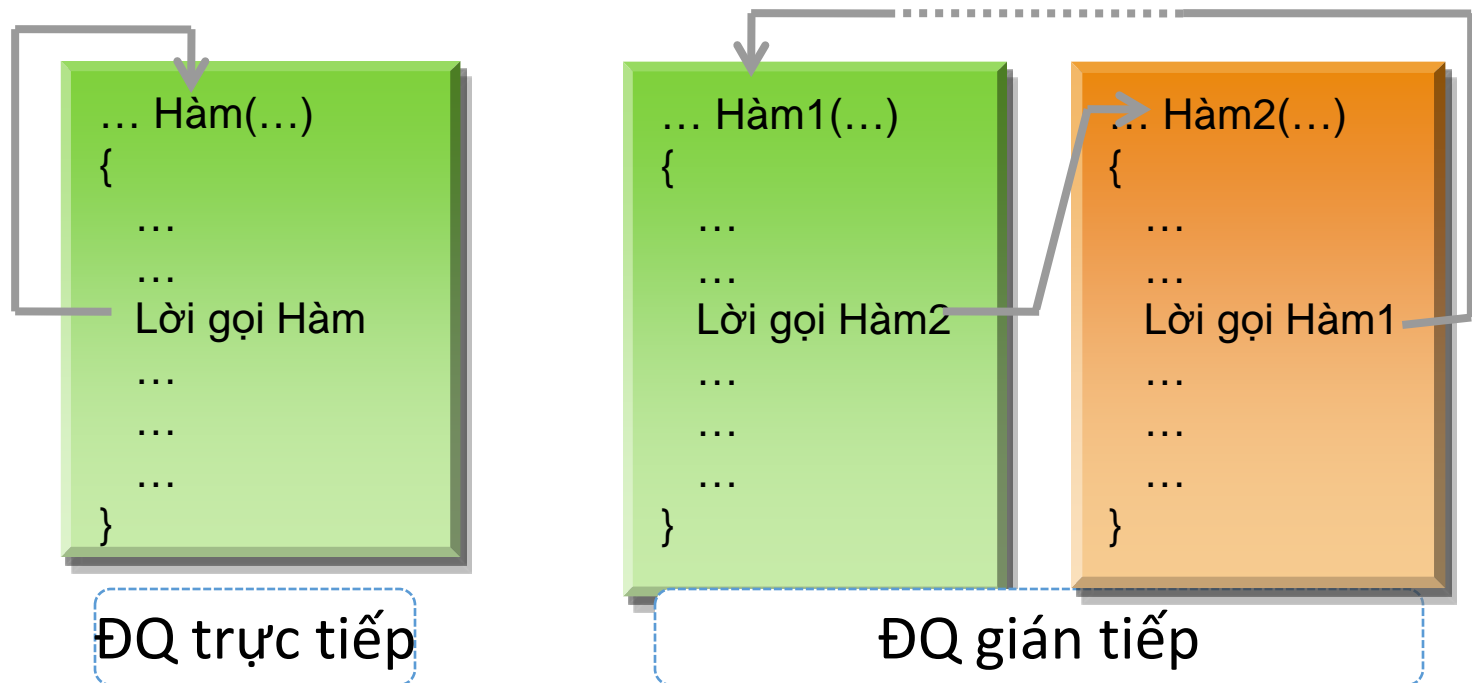 … Hàm(…)
{
…
…
Lời gọi Hàm
…
…
…
}
ĐQ trực tiếp
… Hàm1(…)
{
…
…
Lời gọi Hàm2
…
…
…
}
… Hàm2(…)
{
…
…
Lời gọi Hàm1
…
…
…
}
ĐQ gián tiếp